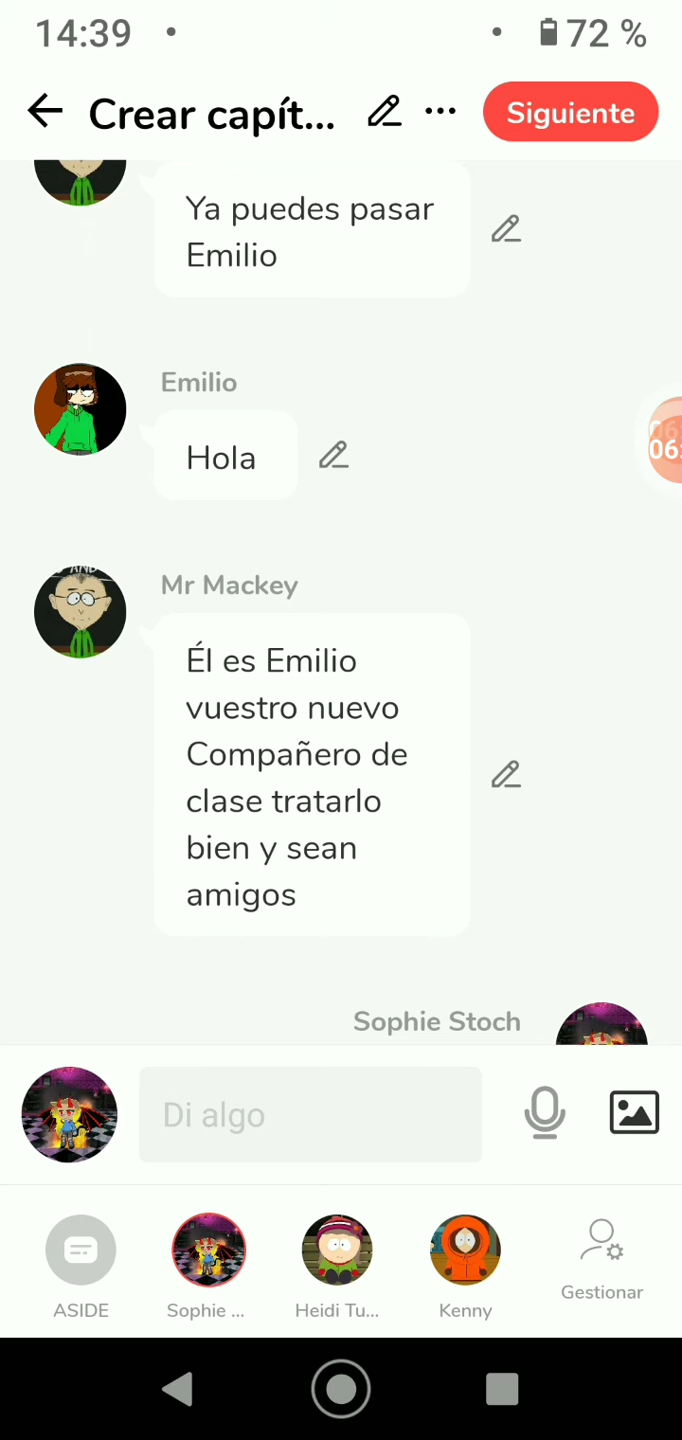 14:39
72 %
Crear capít...
Siguiente
Ya puedes pasar
Emilio
Emilio
Hola
06:
Mr Mackey
Él es Emilio
vuestro nuevo
Compañero de
clase tratarlo
bien y sean
amigos
Sophie Stoch
Di algo
ASIDE
Sophie ...
Heidi Tu...
Kenny
Gestionar